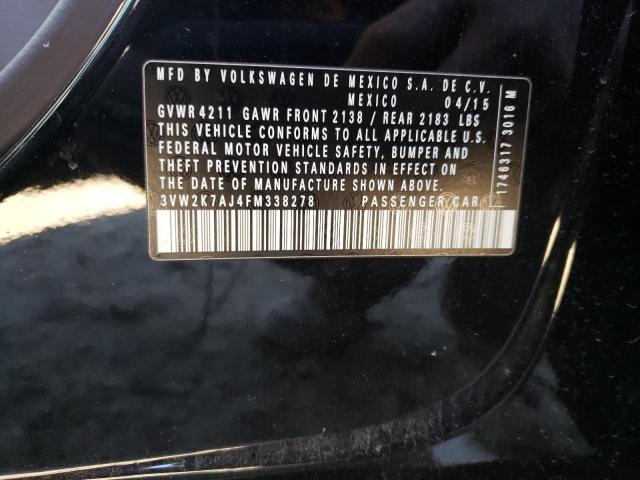 MFD BY VOLKSWAGEN DE MEXICO S.A. DE C.V.
MEXICO 04/15
GVWR 4211 GAWR FRONT 2138 / REAR 2183 LBS
THIS VEHICLE CONFORMS TO ALL APPLICABLE U.S.
FEDERAL MOTOR VEHICLE SAFETY, BUMPER AND
THEFT PREVENTION STANDARDS IN EFFECT ON
THE DATE OF MANUFACTURE SHOWN ABOVE.
3VW2K7AJ4FM338278 PASSENGER CAR
1746317 3016 M